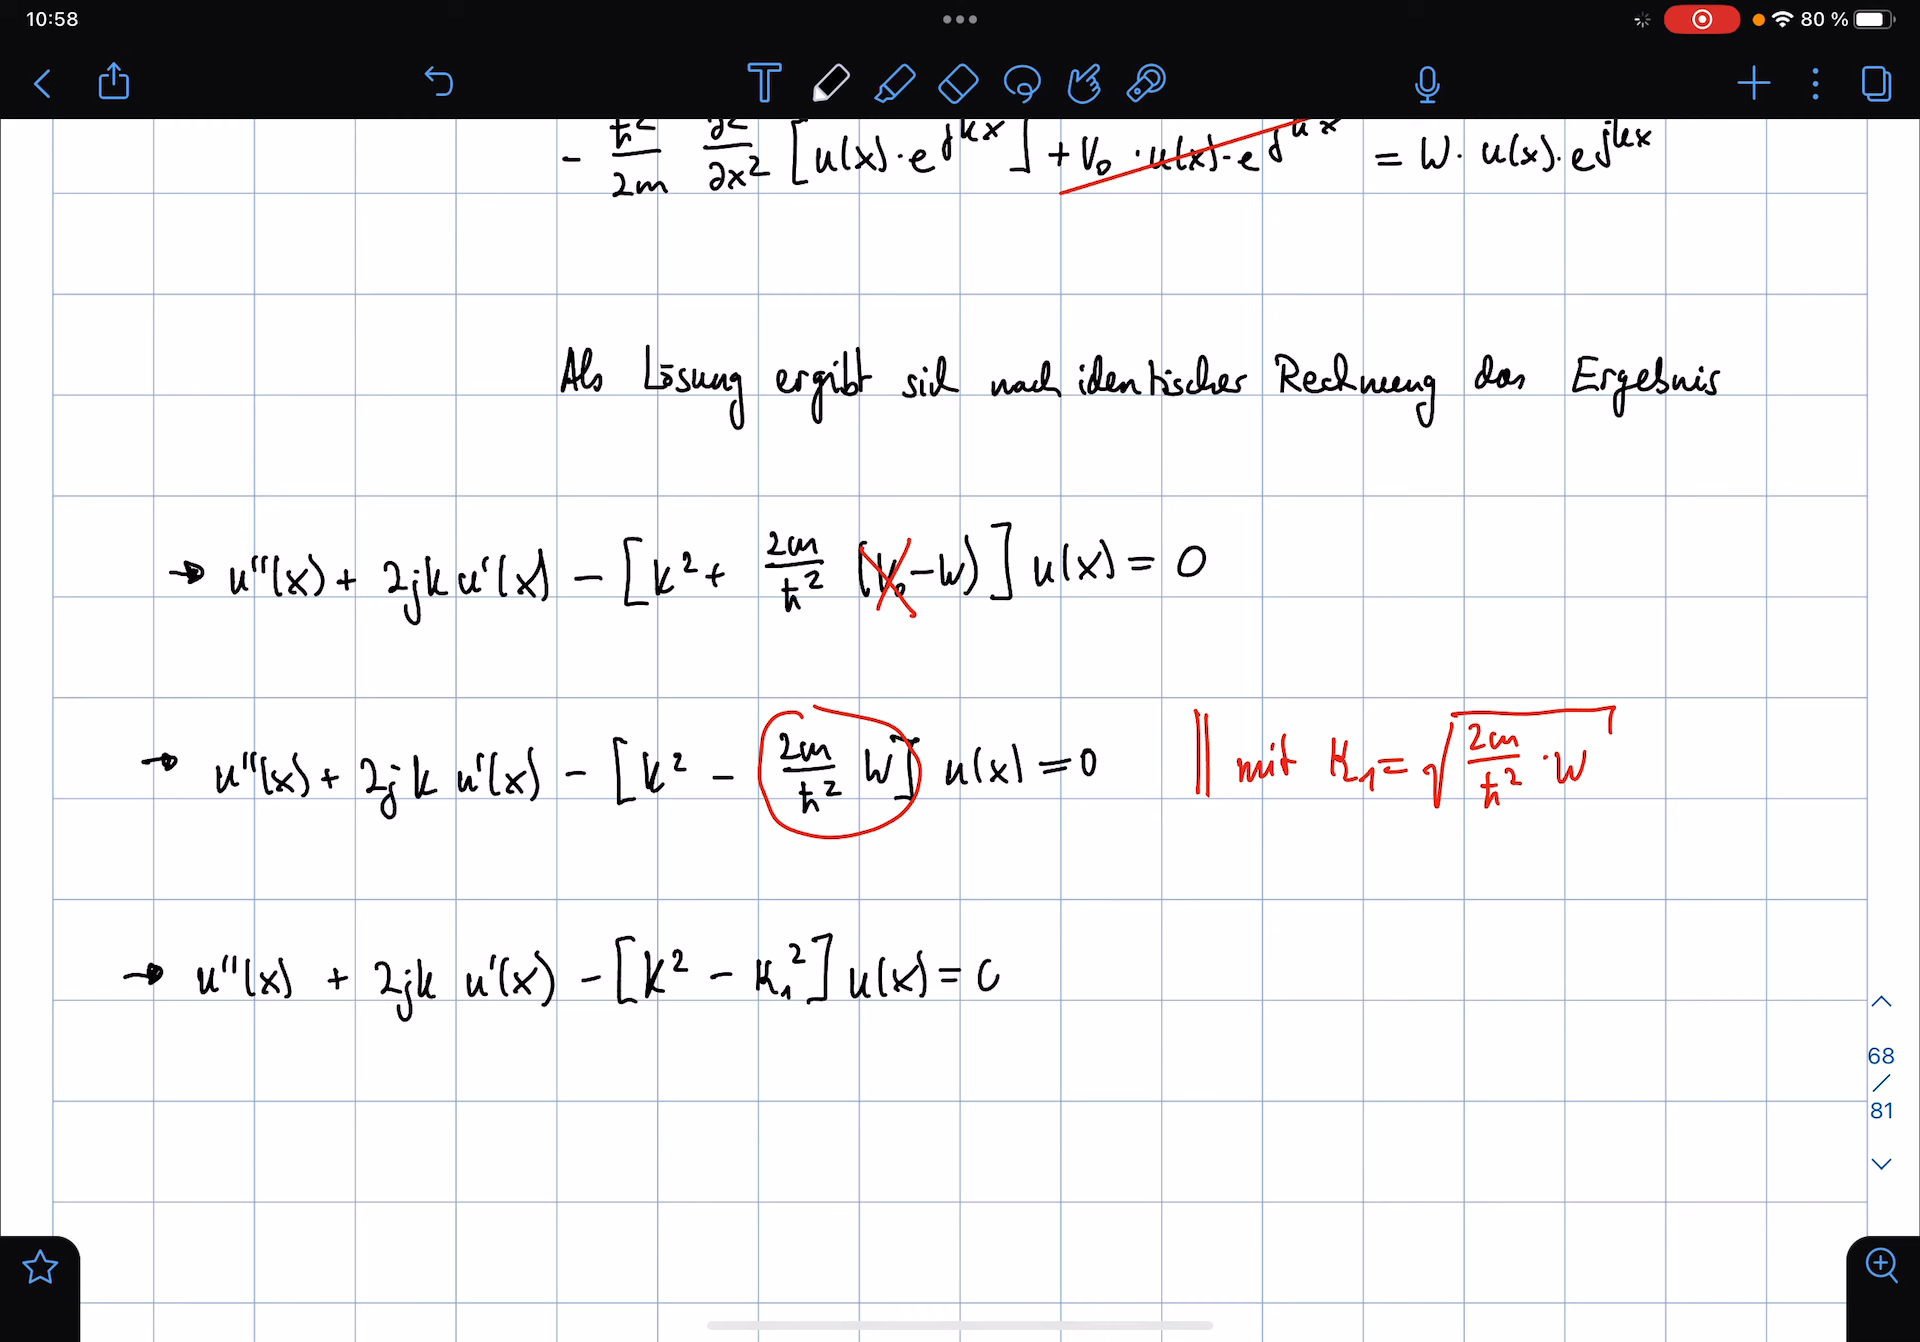 10:58
80 %
- ħ²/2m ∂²/∂x² [u(x)·e^jkx] + V₀·u(x)·e^jkx = W·u(x)·e^jkx
Als Lösung ergibt sich nach identischer Rechnung das Ergebnis
→ u''(x) + 2jk u'(x) - [k² + 2m/ħ² (V₀-W)] u(x) = 0
→ u''(x) + 2jk u'(x) - [k² - 2m/ħ² W] u(x) = 0 || mit K₁ = √(2m/ħ² · W)
→ u''(x) + 2jk u'(x) - [k² - K₁²] u(x) = 0
68
/
81